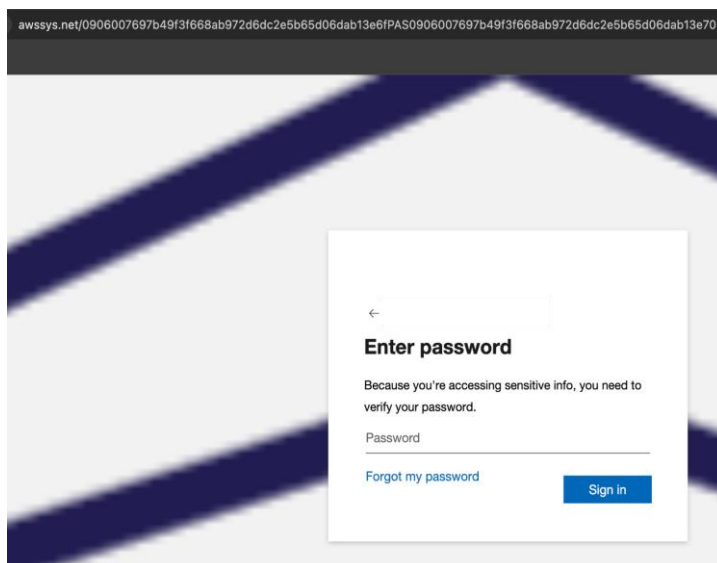 awssys.net/0906007697b49f3f668ab972d6dc2e5b65d06dab13e6fPAS0906007697b49f3f668ab972d6dc2e5b65d06dab13e70
Enter password
Because you're accessing sensitive info, you need to
verify your password.
Password
Forgot my password
Sign in